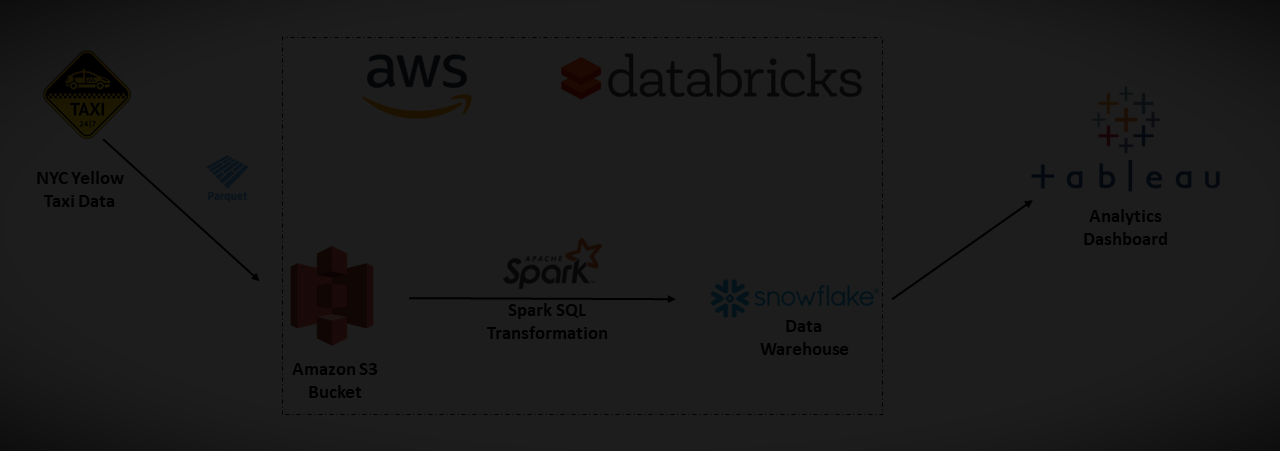 aws
databricks
TAXI
24|7
NYC Yellow
Taxi Data
Parquet
+ableau
Analytics
Dashboard
APACHE
Spark
Spark SQL
Transformation
snowflake®
Data
Warehouse
Amazon S3
Bucket